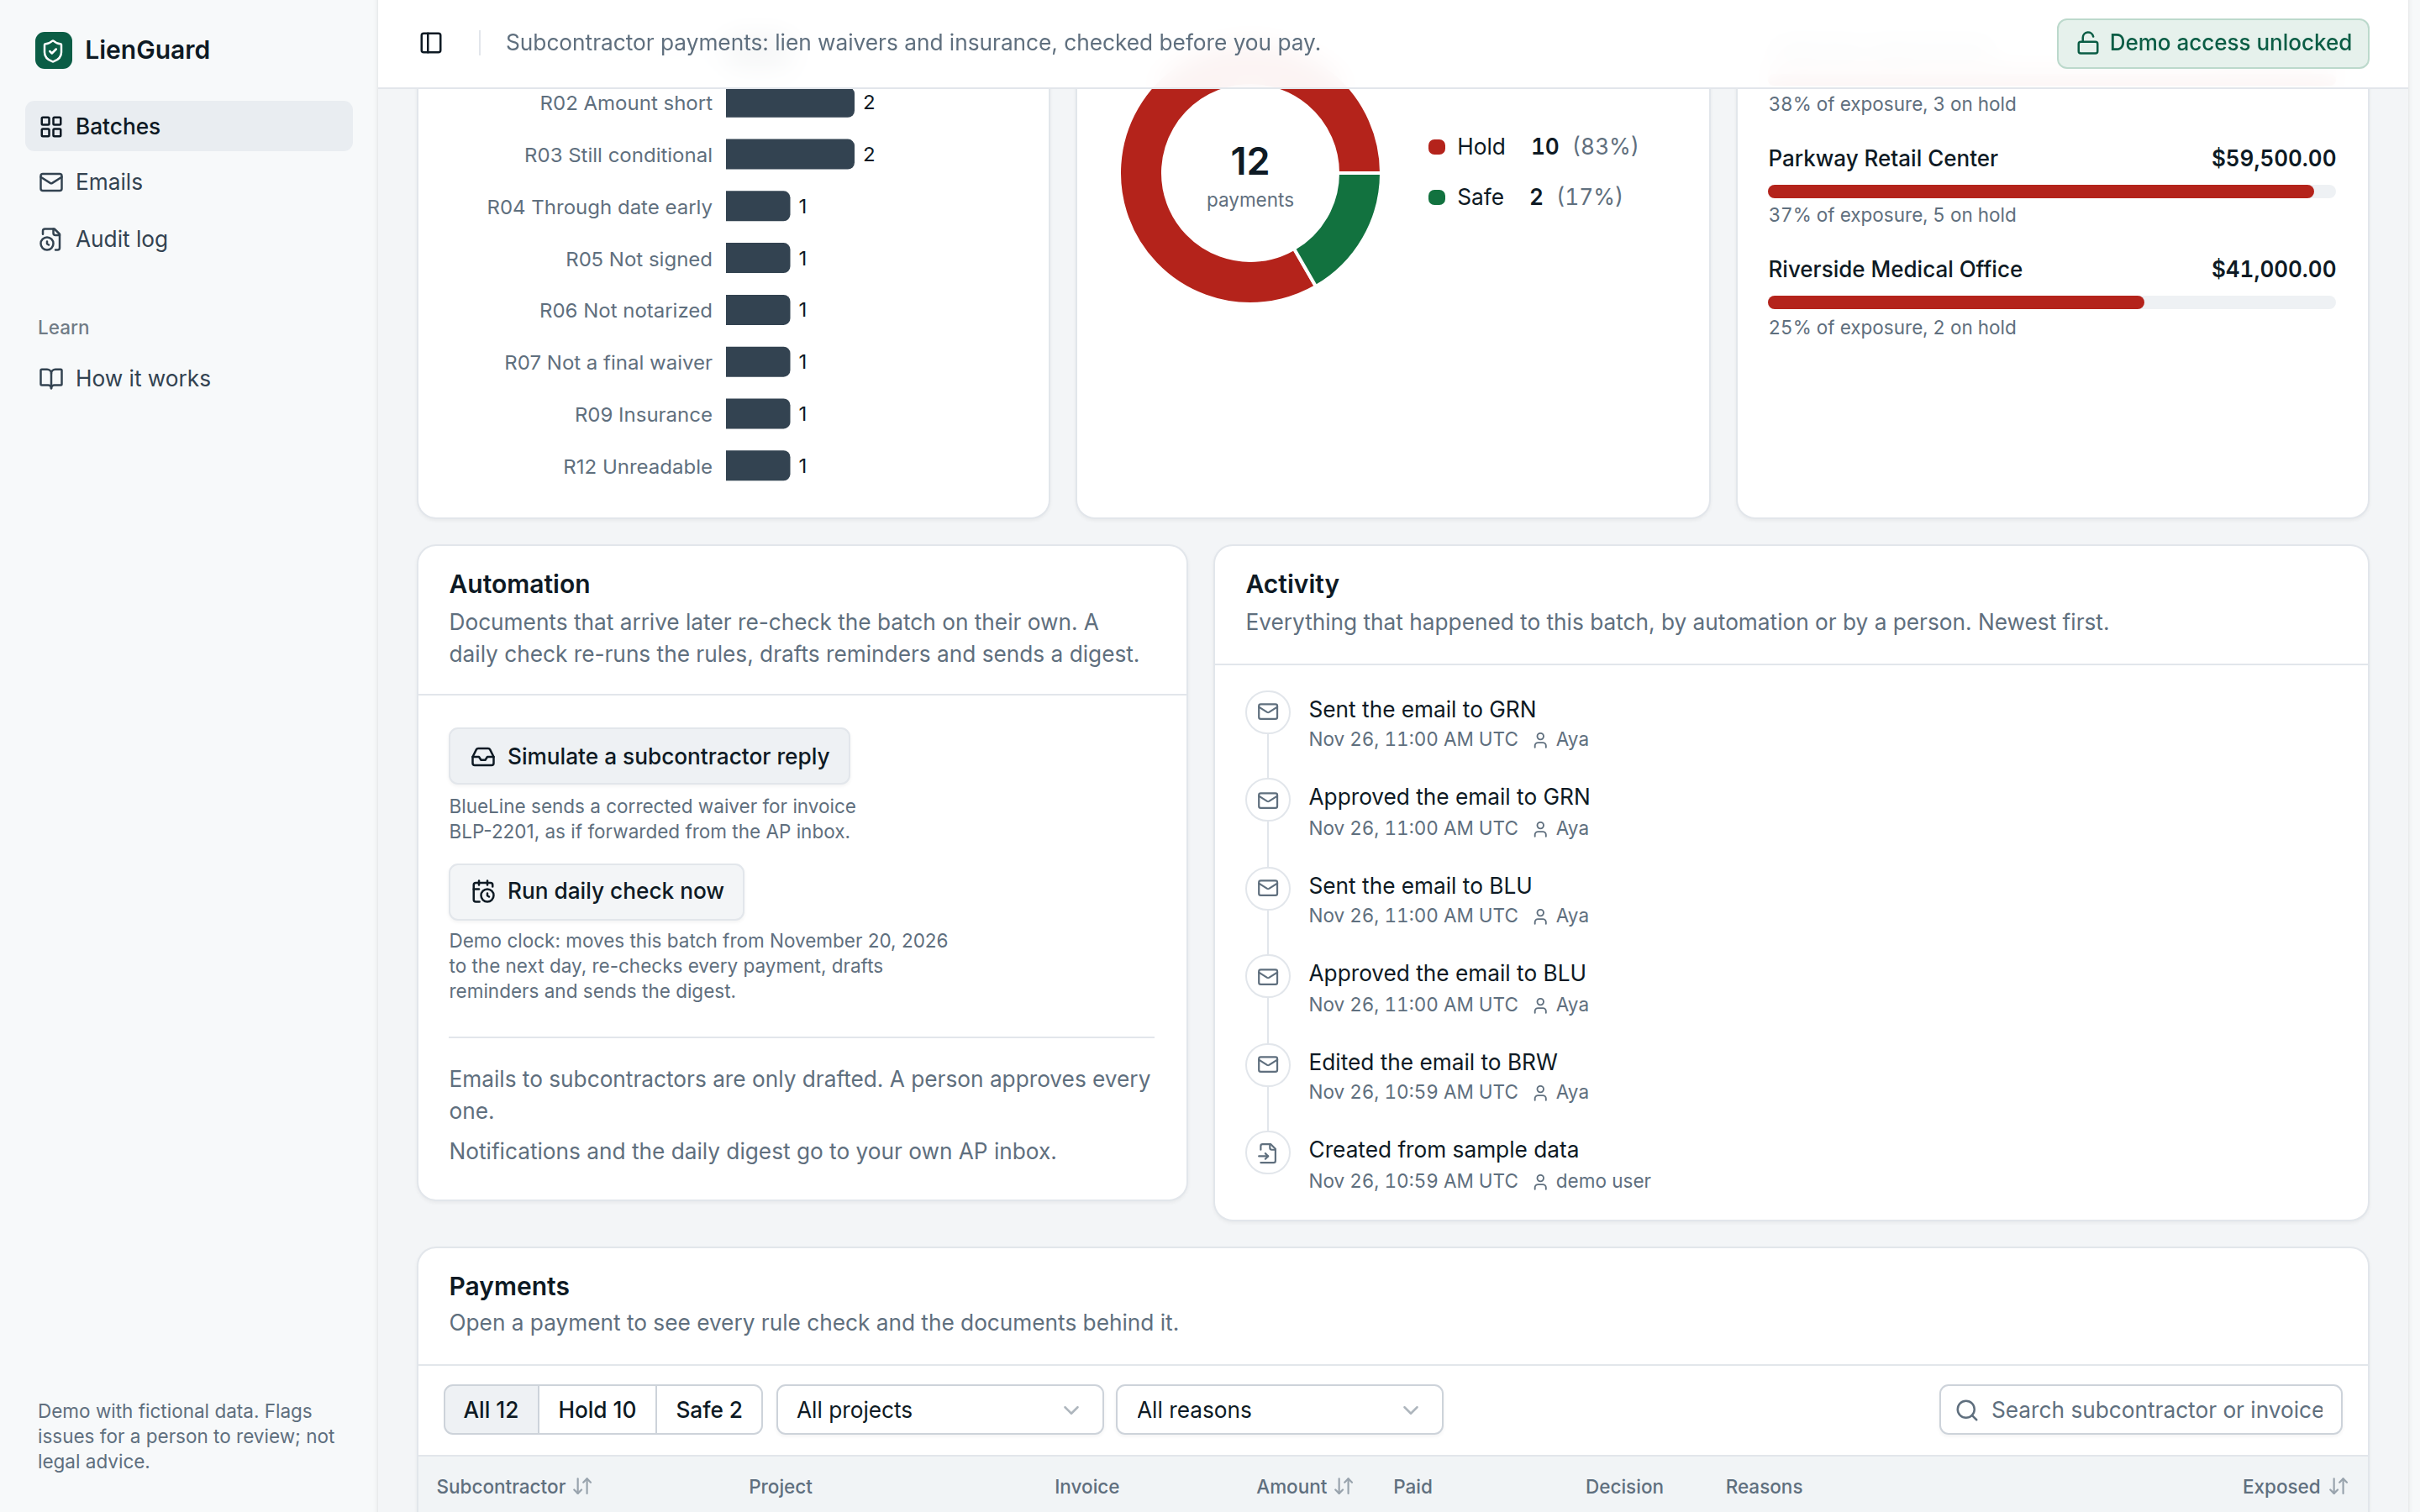 LienGuard
Batches
Emails
Audit log
Learn
How it works
Demo with fictional data. Flags
issues for a person to review; not
legal advice.
Subcontractor payments: lien waivers and insurance, checked before you pay.
Demo access unlocked
R02 Amount short 2
R03 Still conditional 2
R04 Through date early 1
R05 Not signed 1
R06 Not notarized 1
R07 Not a final waiver 1
R09 Insurance 1
R12 Unreadable 1
12
payments
Hold 10 (83%)
Safe 2 (17%)
38% of exposure, 3 on hold
Parkway Retail Center $59,500.00
37% of exposure, 5 on hold
Riverside Medical Office $41,000.00
25% of exposure, 2 on hold
Automation
Documents that arrive later re-check the batch on their own. A
daily check re-runs the rules, drafts reminders and sends a digest.
Simulate a subcontractor reply
BlueLine sends a corrected waiver for invoice
BLP-2201, as if forwarded from the AP inbox.
Run daily check now
Demo clock: moves this batch from November 20, 2026
to the next day, re-checks every payment, drafts
reminders and sends the digest.
Emails to subcontractors are only drafted. A person approves every
one.
Notifications and the daily digest go to your own AP inbox.
Activity
Everything that happened to this batch, by automation or by a person. Newest first.
Sent the email to GRN
Nov 26, 11:00 AM UTC Aya
Approved the email to GRN
Nov 26, 11:00 AM UTC Aya
Sent the email to BLU
Nov 26, 11:00 AM UTC Aya
Approved the email to BLU
Nov 26, 11:00 AM UTC Aya
Edited the email to BRW
Nov 26, 10:59 AM UTC Aya
Created from sample data
Nov 26, 10:59 AM UTC demo user
Payments
Open a payment to see every rule check and the documents behind it.
All 12 Hold 10 Safe 2 All projects All reasons Search subcontractor or invoice
Subcontractor Project Invoice Amount Paid Decision Reasons Exposed